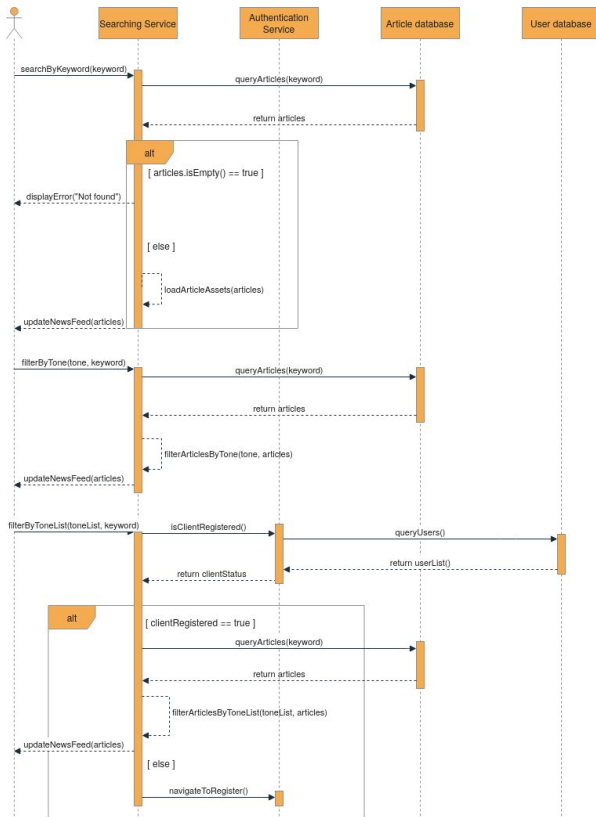 Searching Service
Authentication
Service
Article database
User database
searchByKeyword(keyword)
queryArticles(keyword)
return articles
alt
[ articles.isEmpty() == true ]
displayError("Not found")
[ else ]
loadArticleAssets(articles)
updateNewsFeed(articles)
filterByTone(tone, keyword)
queryArticles(keyword)
return articles
filterArticlesByTone(tone, articles)
updateNewsFeed(articles)
filterByToneList(toneList, keyword)
isClientRegistered()
queryUsers()
return userList()
return clientStatus
alt
[ clientRegistered == true ]
queryArticles(keyword)
return articles
filterArticlesByToneList(toneList, articles)
updateNewsFeed(articles)
[ else ]
navigateToRegister()